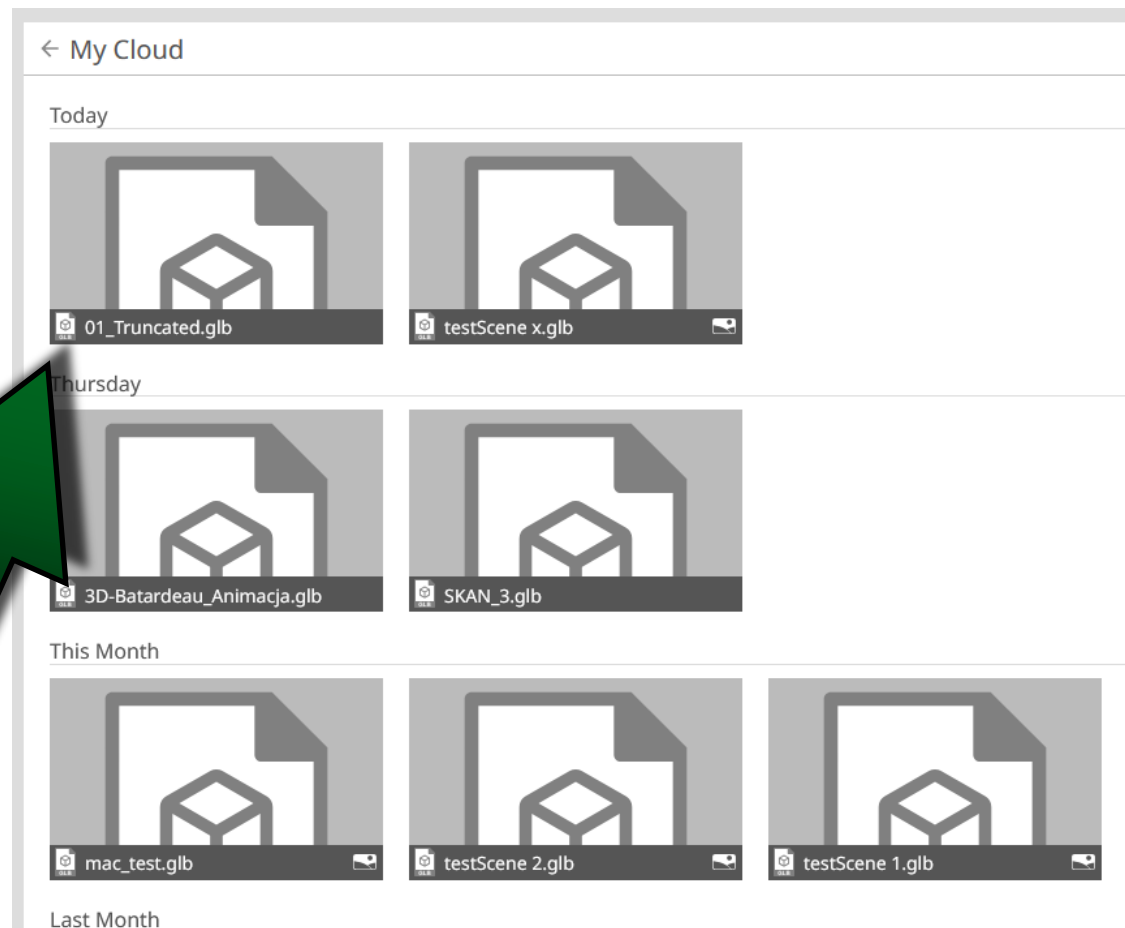 My Cloud
Today
01_Truncated.glb
testScene x.glb
Thursday
3D-Batardeau_Animacja.glb
SKAN_3.glb
This Month
mac_test.glb
testScene 2.glb
testScene 1.glb
Last Month